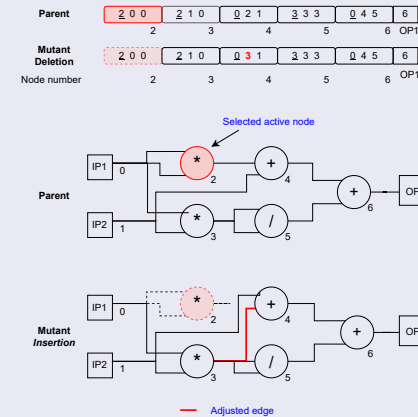 Parent 2 0 0 2 1 0 0 2 1 3 3 3 0 4 5 6
2 3 4 5 6 OP1
Mutant
Deletion
2 0 0 2 1 0 0 3 1 3 3 3 0 4 5 6
Node number 2 3 4 5 6 OP1
Selected active node
IP1 0 * 2 + 4
Parent + 6 OP
IP2 1 * 3 / 5
IP1 0 * 2 + 4
Mutant
Insertion
+ 6 OP
IP2 1 * 3 / 5
Adjusted edge